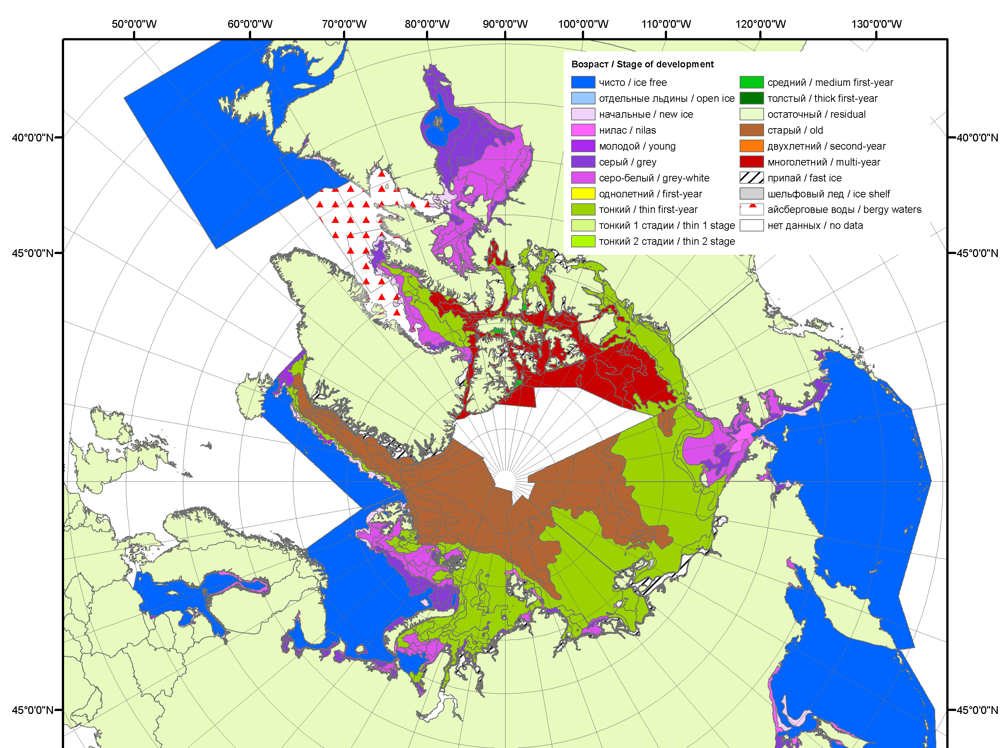 50°0'0"W 60°0'0"W 70°0'0"W 80°0'0"W 90°0'0"W 100°0'0"W 110°0'0"W 120°0'0"W 130°0'0"W
Возраст / Stage of development
чисто / ice free
отдельные льдины / open ice
начальные / new ice
нилас / nilas
молодой / young
серый / grey
серо-белый / grey-white
однолетний / first-year
тонкий / thin first-year
тонкий 1 стадии / thin 1 stage
тонкий 2 стадии / thin 2 stage
средний / medium first-year
толстый / thick first-year
остаточный / residual
старый / old
двухлетний / second-year
многолетний / multi-year
припай / fast ice
шельфовый лед / ice shelf
айсберговые воды / bergy waters
нет данных / no data
40°0'0"N 40°0'0"N
45°0'0"N 45°0'0"N
45°0'0"N 45°0'0"N